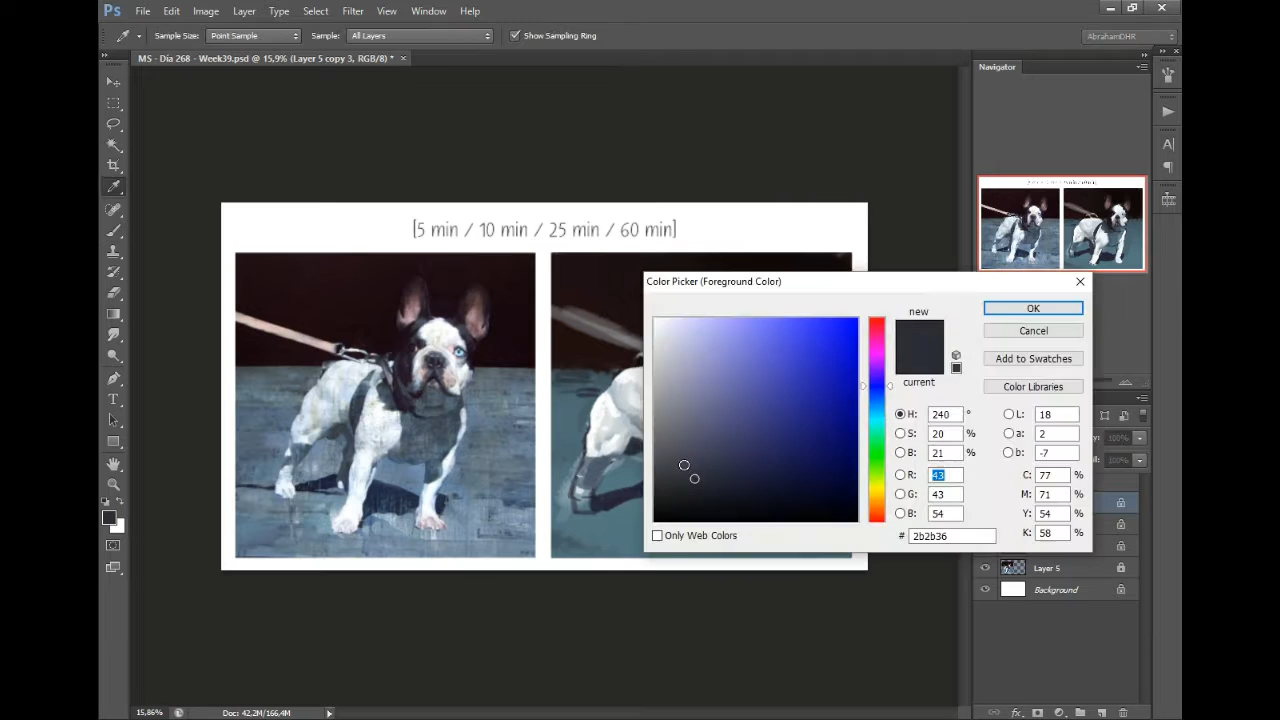 Ps File Edit Image Layer Type Select Filter View Window Help
Sample Size: Point Sample Sample: All Layers Show Sampling Ring AbrahamDHR
MS - Día 268 - Week39.psd @ 15,9% (Layer 5 copy 3, RGB/8) *
Navigator
[5 min / 10 min / 25 min / 60 min]
Color Picker (Foreground Color)
new
OK
Cancel
Add to Swatches
current
Color Libraries
H: 240 °
L: 18
S: 20 %
a: 2
B: 21 %
b: -7
R: 43
C: 77 %
G: 43
M: 71 %
B: 54
Y: 54 %
Only Web Colors
# 2b2b36
K: 58 %
100%
100%
Layer 5
Background
15,86% Doc: 42,2M/166,4M